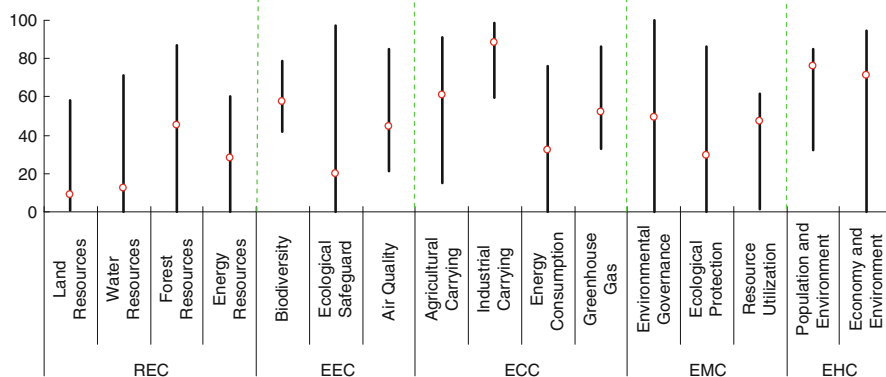 100
80
60
40
20
0
Land
Resources
Water
Resources
Forest
Resources
Energy
Resources
Biodiversity
Ecological
Safeguard
Air Quality
Agricultural
Carrying
Industrial
Carrying
Energy
Consumption
Greenhouse
Gas
Environmental
Governance
Ecological
Protection
Resource
Utilization
Population and
Environment
Economy and
Environment
REC
EEC
ECC
EMC
EHC